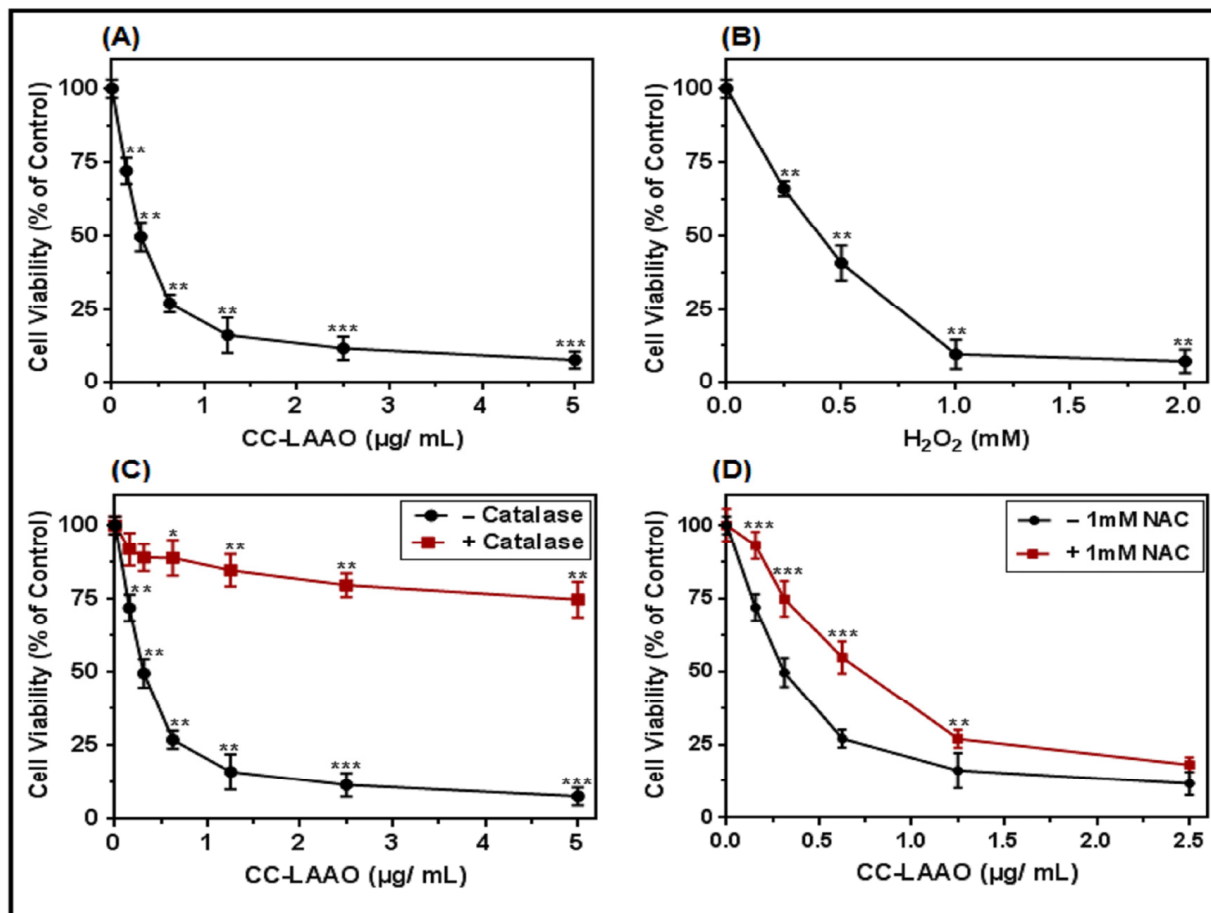 (A)
Cell Viability (% of Control)
100
75
50
25
0
**
**
**
**
***
***
0 1 2 3 4 5
CC-LAAO (µg/ mL)
(B)
Cell Viability (% of Control)
100
75
50
25
0
**
**
**
**
0.0 0.5 1.0 1.5 2.0
H₂O₂ (mM)
(C)
Cell Viability (% of Control)
100
75
50
25
0
– Catalase
+ Catalase
*
**
**
**
**
**
**
**
***
***
0 1 2 3 4 5
CC-LAAO (µg/ mL)
(D)
Cell Viability (% of Control)
100
75
50
25
0
– 1mM NAC
+ 1mM NAC
***
***
***
**
0.0 0.5 1.0 1.5 2.0 2.5
CC-LAAO (µg/ mL)